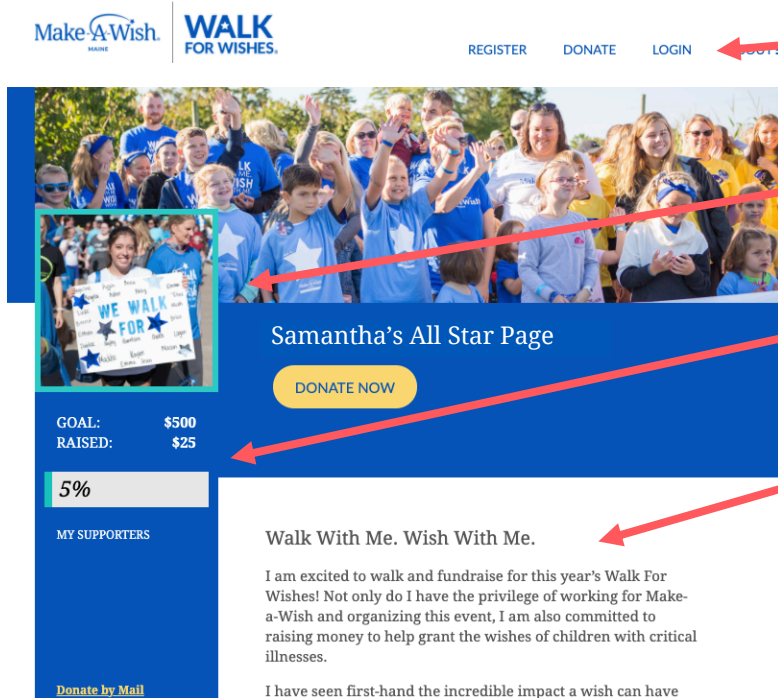 Make-A-Wish.
MAINE
WALK
FOR WISHES.
REGISTER DONATE LOGIN
WE WALK
FOR
Samantha’s All Star Page
DONATE NOW
GOAL: $500
RAISED: $25
5%
MY SUPPORTERS
Walk With Me. Wish With Me.
I am excited to walk and fundraise for this year’s Walk For
Wishes! Not only do I have the privilege of working for Make-
a-Wish and organizing this event, I am also committed to
raising money to help grant the wishes of children with critical
illnesses.
Donate by Mail
I have seen first-hand the incredible impact a wish can have